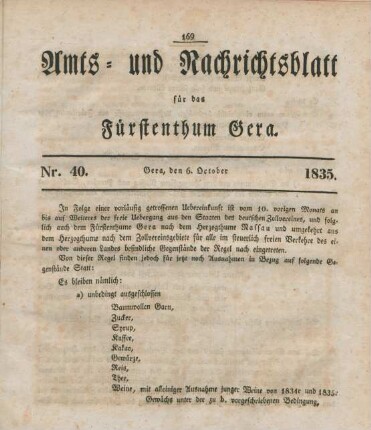 169
Amts- und Nachrichtsblatt
für das
Fürstenthum Gera.
Nr. 40. Gera, den 6. October 1835.
In Folge einer vorläufig getroffenen Uebereinkunft ist vom 10. vorigen Monats an
bis auf Weiteres der freie Uebergang aus den Staaten des deutschen Zollvereines, und folg-
lich auch dem Fürstenthume Gera nach dem Herzogthume Nassau und umgekehrt aus
dem Herzogthume nach dem Zollvereinsgebiete für alle im steuerlich freien Verkehre des ei-
nen oder anderen Landes befindliche Gegenstände der Regel nach eingetreten.
Von dieser Regel finden jedoch für jetzt noch Ausnahmen in Bezug auf folgende Ge-
genstände Statt:
Es bleiben nämlich:
a) unbedingt ausgeschlossen
Baumwollen Garn,
Zucker,
Syrup,
Kaffee,
Kakao,
Gewürze,
Reis,
Thee,
Weine, mit alleiniger Ausnahme junger Weine von 1834r und 1835r
Gewächs unter der zu b. vorgeschriebenen Bedingung,